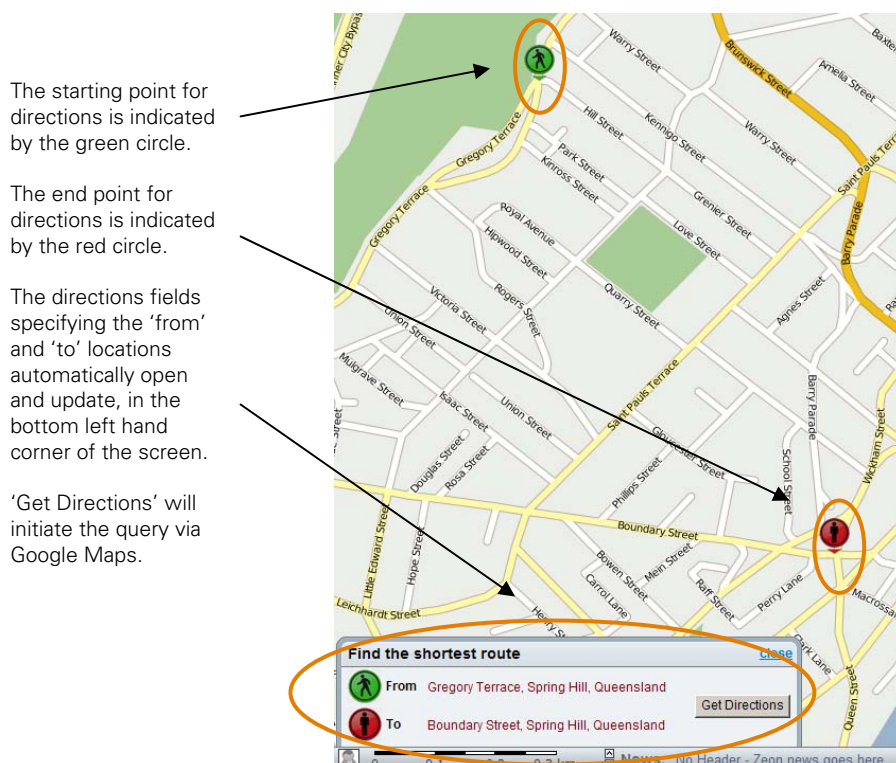 The starting point for
directions is indicated
by the green circle.
The end point for
directions is indicated
by the red circle.
The directions fields
specifying the ‘from’
and ‘to’ locations
automatically open
and update, in the
bottom left hand
corner of the screen.
‘Get Directions’ will
initiate the query via
Google Maps.
Warry Street
Brunswick Street
Amelia Street
Hill Street
Kennigo Street
Warry Street
Gregory Terrace
Park Street
Kinross Street
Grenier Street
Saint Pauls
Barry Parade
Gregory Terrace
Royal Avenue
Hipwood Street
Love Street
Rogers Street
Quarry Street
Agnes Street
Victoria Street
Union Street
Mulgrave Street
Isaac Street
Union Street
Saint Pauls Terrace
Barry Parade
Wickham Street
Douglas Street
Rosa Street
Gloucester Street
Phillips Street
School Street
Boundary Street
Little Edward Street
Hope Street
Bowen Street
Mein Street
Carrol Lane
Raff Street
Perry Lane
Leichhardt Street
Queen Street
Find the shortest route
close
From Gregory Terrace, Spring Hill, Queensland
Get Directions
To Boundary Street, Spring Hill, Queensland
News: No Header - Zeon news goes here